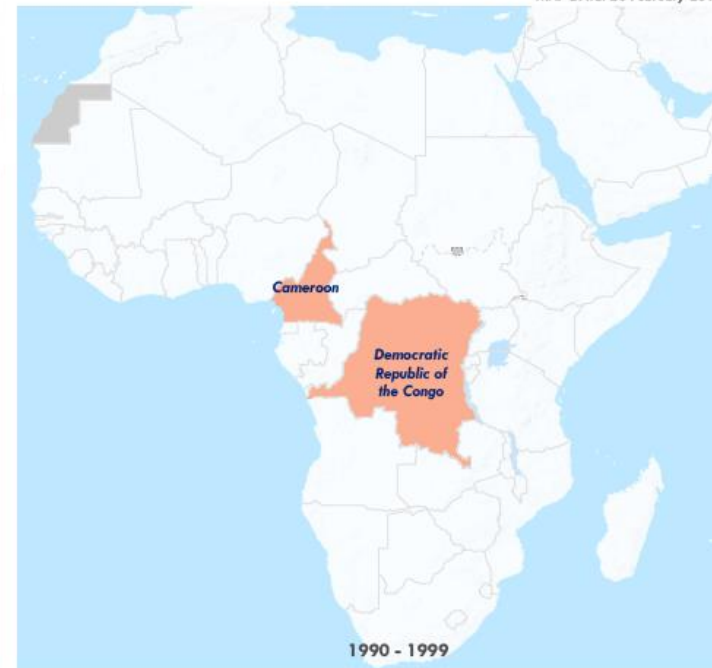 Cameroon
Democratic
Republic of
the Congo
1990 - 1999